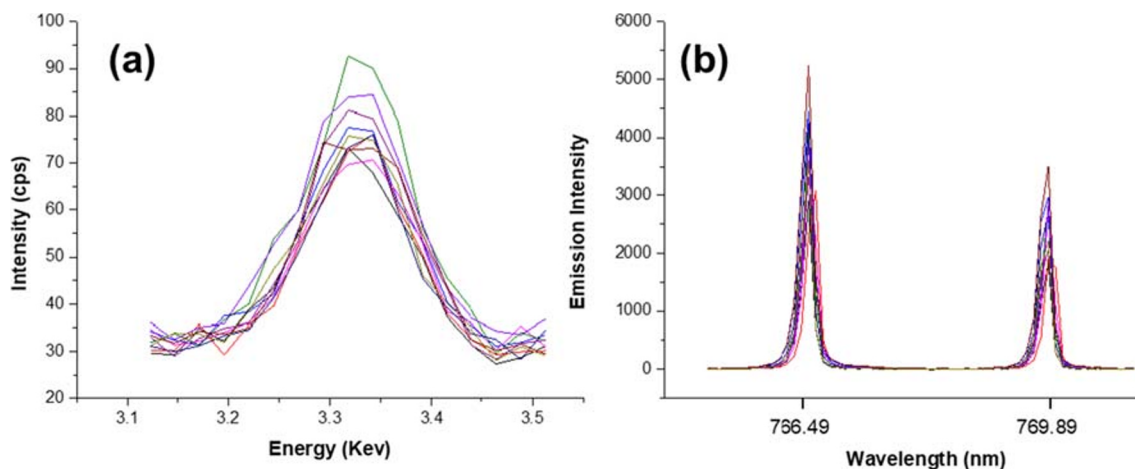 (a)
Intensity (cps)
100
90
80
70
60
50
40
30
20
3.1 3.2 3.3 3.4 3.5
Energy (Kev)
(b)
Emission Intensity
6000
5000
4000
3000
2000
1000
0
766.49 769.89
Wavelength (nm)